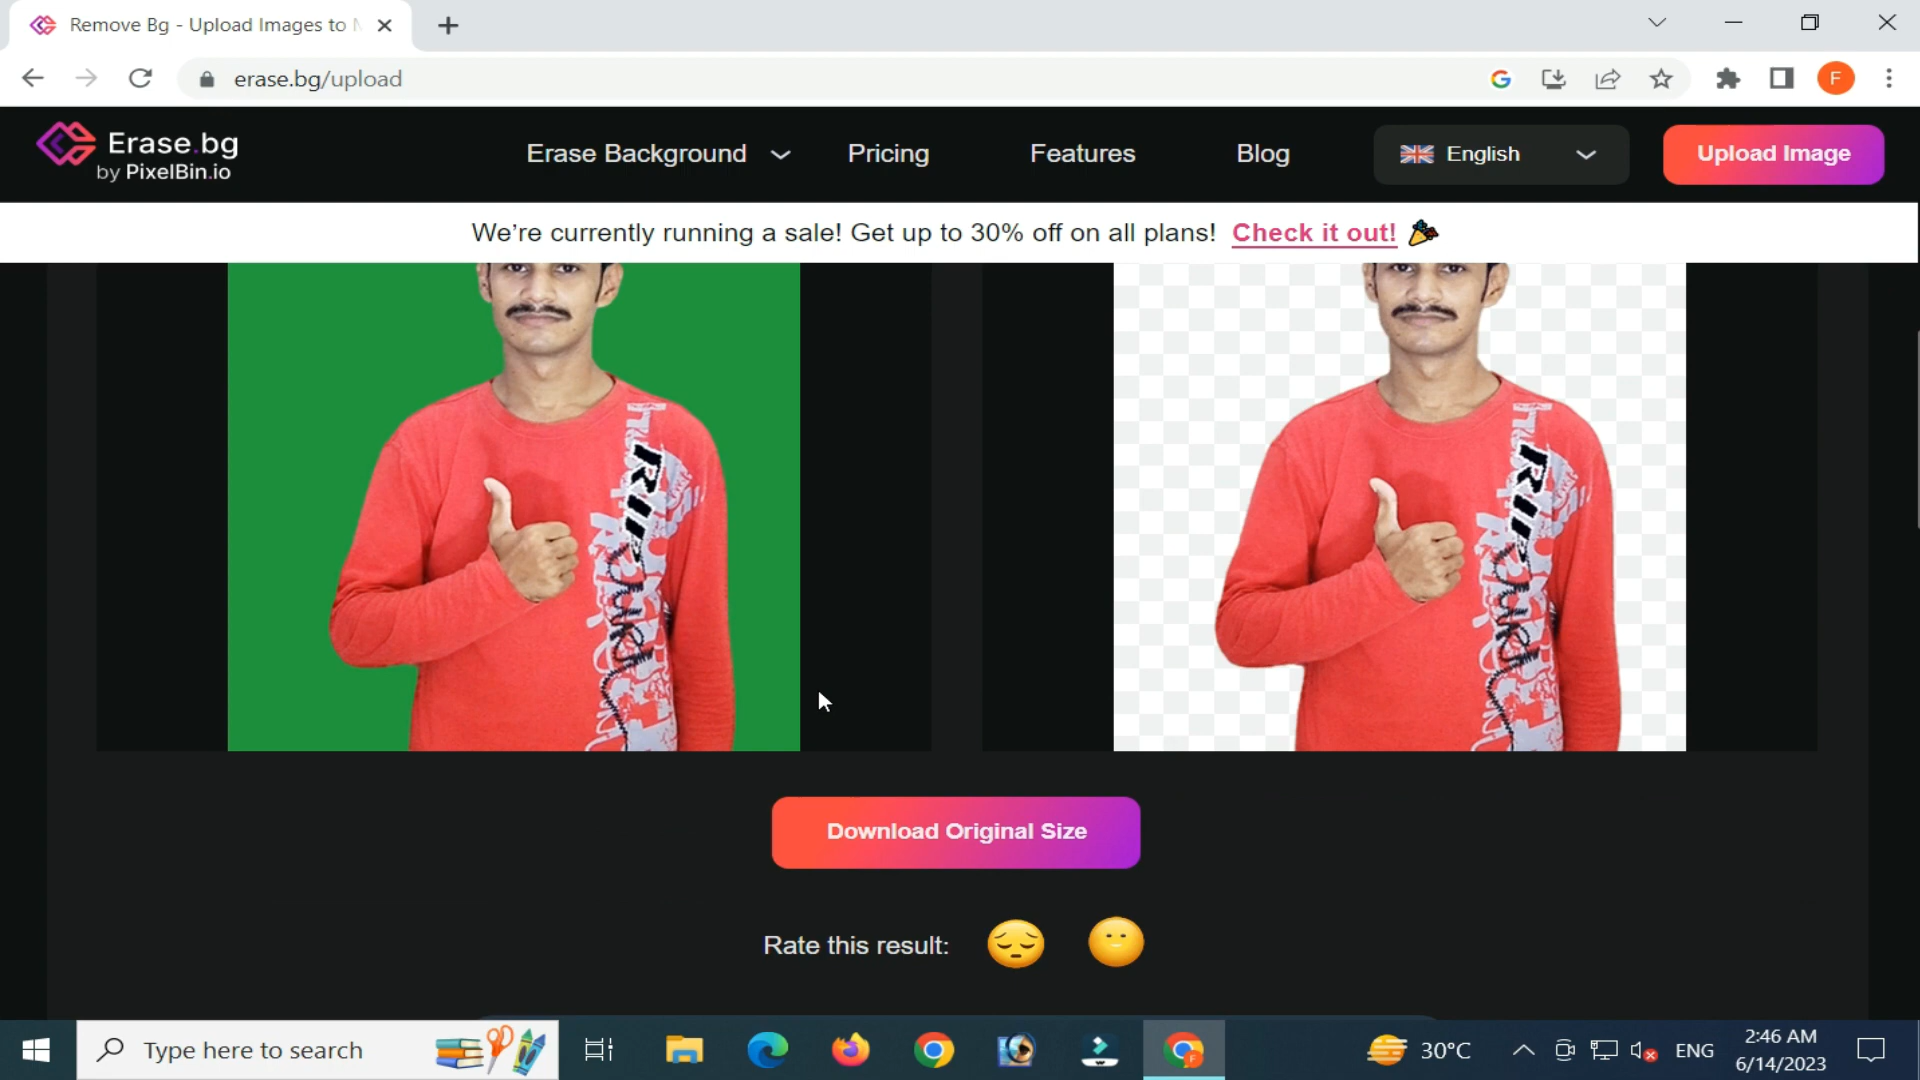 Remove Bg - Upload Images to
erase.bg/upload
F
Erase.bg
by PixelBin.io
Erase Background
Pricing
Features
Blog
English
Upload Image
We're currently running a sale! Get up to 30% off on all plans! Check it out!
Download Original Size
Rate this result:
Type here to search
30°C
ENG
2:46 AM
6/14/2023